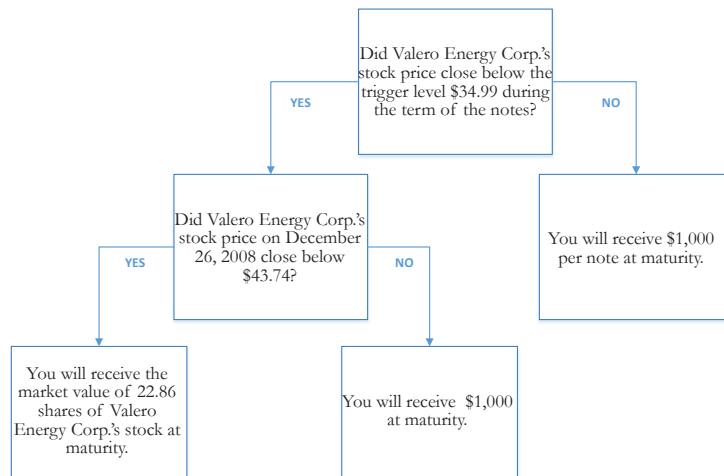 Did Valero Energy Corp.'s
stock price close below the
trigger level $34.99 during
the term of the notes?
YES
NO
Did Valero Energy Corp.'s
stock price on December
26, 2008 close below
$43.74?
You will receive $1,000
per note at maturity.
YES
NO
You will receive the
market value of 22.86
shares of Valero
Energy Corp.'s stock at
maturity.
You will receive $1,000
at maturity.